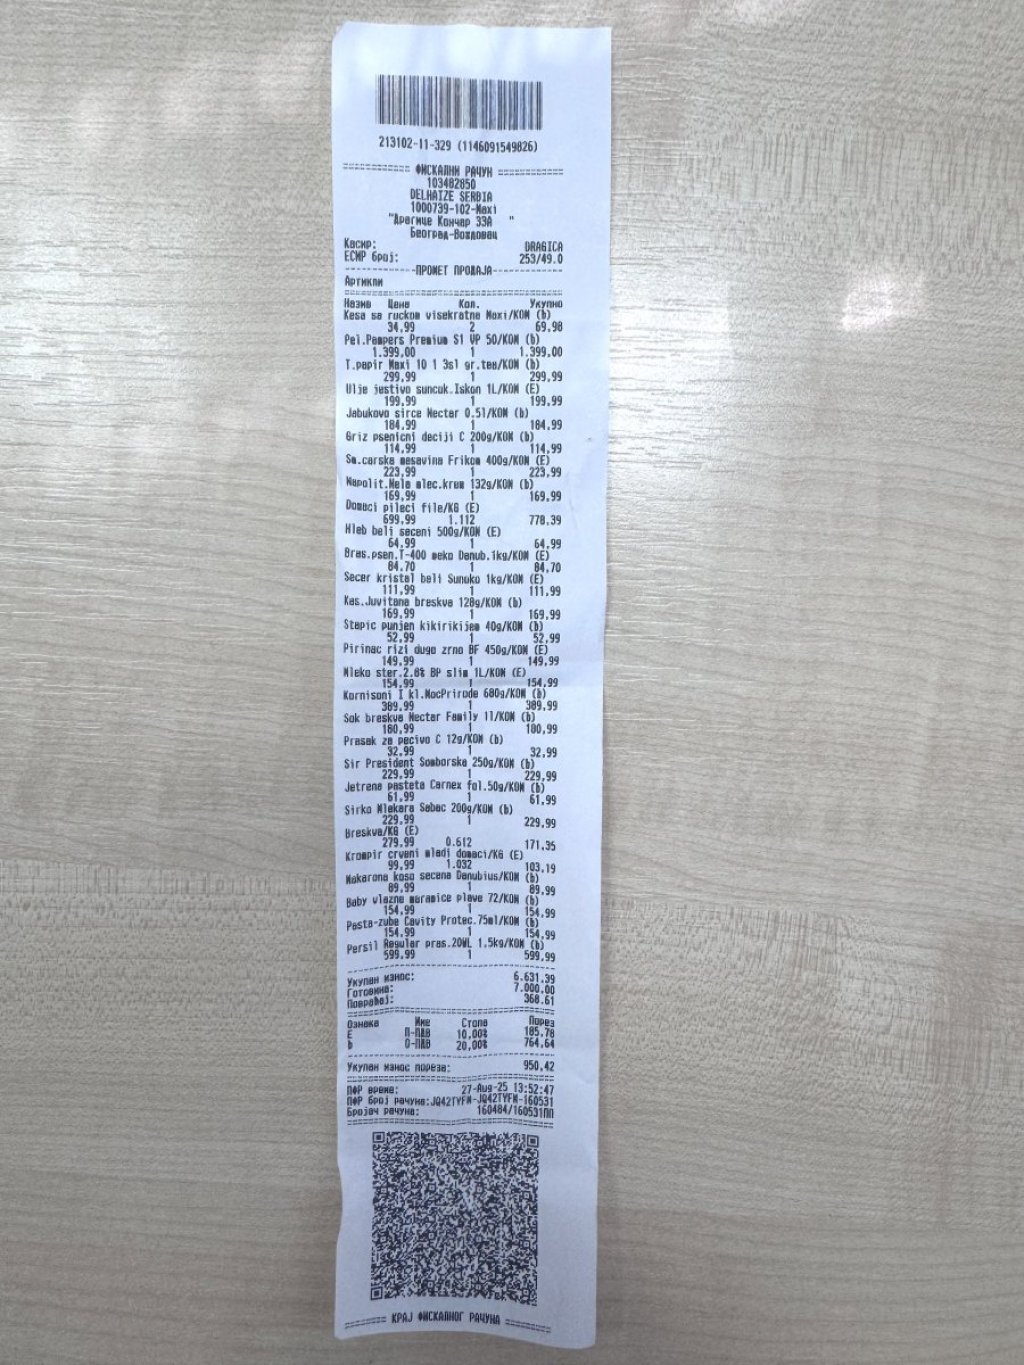 213102-11-329 (1146091549826)
============ ФИСКАЛНИ РАЧУН ============
103482850
DELHAIZE SERBIA
1000739-102-Maxi
"Драгице Кончар 33А "
Београд-Вождовац
Касир: DRAGICA
ЕСИР број: 253/49.0
-------------ПРОМЕТ ПРОДАЈА-------------
Артикли
========================================
Назив Цена Кол. Укупно
Kesa sa ruckom visekratna Maxi/KOM (Ђ)
34,99 2 69,98
Pel.Pampers Premium S1 VP 50/KOM (Ђ)
1.399,00 1 1.399,00
T.papir Maxi 10 1 3sl gr.tea/KOM (Ђ)
299,99 1 299,99
Ulje jestivo suncok.Iskon 1L/KOM (Е)
199,99 1 199,99
Jabukovo sirce Nectar 0.5l/KOM (Ђ)
184,99 1 184,99
Griz psenicni deciji C 200g/KOM (Ђ)
114,99 1 114,99
Sm.carska mesavina Frikom 400g/KOM (Е)
223,99 1 223,99
Napolit.Mela mlec.krem 132g/KOM (Ђ)
169,99 1 169,99
Domaci pileci file/KG (Е)
699,99 1.112 778,39
Hleb beli seceni 500g/KOM (Е)
64,99 1 64,99
Bras.psen.T-400 meko Danub.1kg/KOM (Е)
84,70 1 84,70
Secer kristal beli Sunoko 1kg/KOM (Е)
111,99 1 111,99
Kas.Juvitana breskva 128g/KOM (Ђ)
169,99 1 169,99
Stapic punjen kikirikijem 40g/KOM (Ђ)
52,99 1 52,99
Pirinac rizi dugo zrno BF 450g/KOM (Е)
149,99 1 149,99
Mleko ster.2.8% BP slim 1L/KOM (Е)
154,99 1 154,99
Kornisoni I kl.MocPrirode 680g/KOM (Ђ)
389,99 1 389,99
Sok breskva Nectar Family 1l/KOM (Ђ)
180,99 1 180,99
Prasak za pecivo C 12g/KOM (Ђ)
32,99 1 32,99
Sir President Somborska 250g/KOM (Ђ)
229,99 1 229,99
Jetrena pasteta Carnex fol.50g/KOM (Ђ)
61,99 1 61,99
Sirko Mlekara Sabac 200g/KOM (Ђ)
229,99 1 229,99
Breskva/KG (Е)
279,99 0.612 171,35
Krompir crveni mladi domaci/KG (Е)
99,99 1.032 103,19
Makarona koso secena Danubius/KOM (Ђ)
89,99 1 89,99
Baby vlazne maramice plave 72/KOM (Ђ)
154,99 1 154,99
Pasta-zuba Cavity Protec.75ml/KOM (Ђ)
154,99 1 154,99
Persil Regular pras.20WL 1.5kg/KOM (Ђ)
599,99 1 599,99
----------------------------------------
Укупан износ: 6.631,39
Готовина: 7.000,00
Повраћај: 368,61
========================================
Ознака Име Стопа Порез
Е П-ПДВ 10,00% 185,78
Ђ О-ПДВ 20,00% 764,64
----------------------------------------
Укупан износ пореза: 950,42
========================================
ПФР време: 27-Aug-25 13:52:47
ПФР број рачуна:JQ42TYFW-JQ42TYFW-160531
Бројач рачуна: 160484/160531ПП
========================================
======== КРАЈ ФИСКАЛНОГ РАЧУНА =========